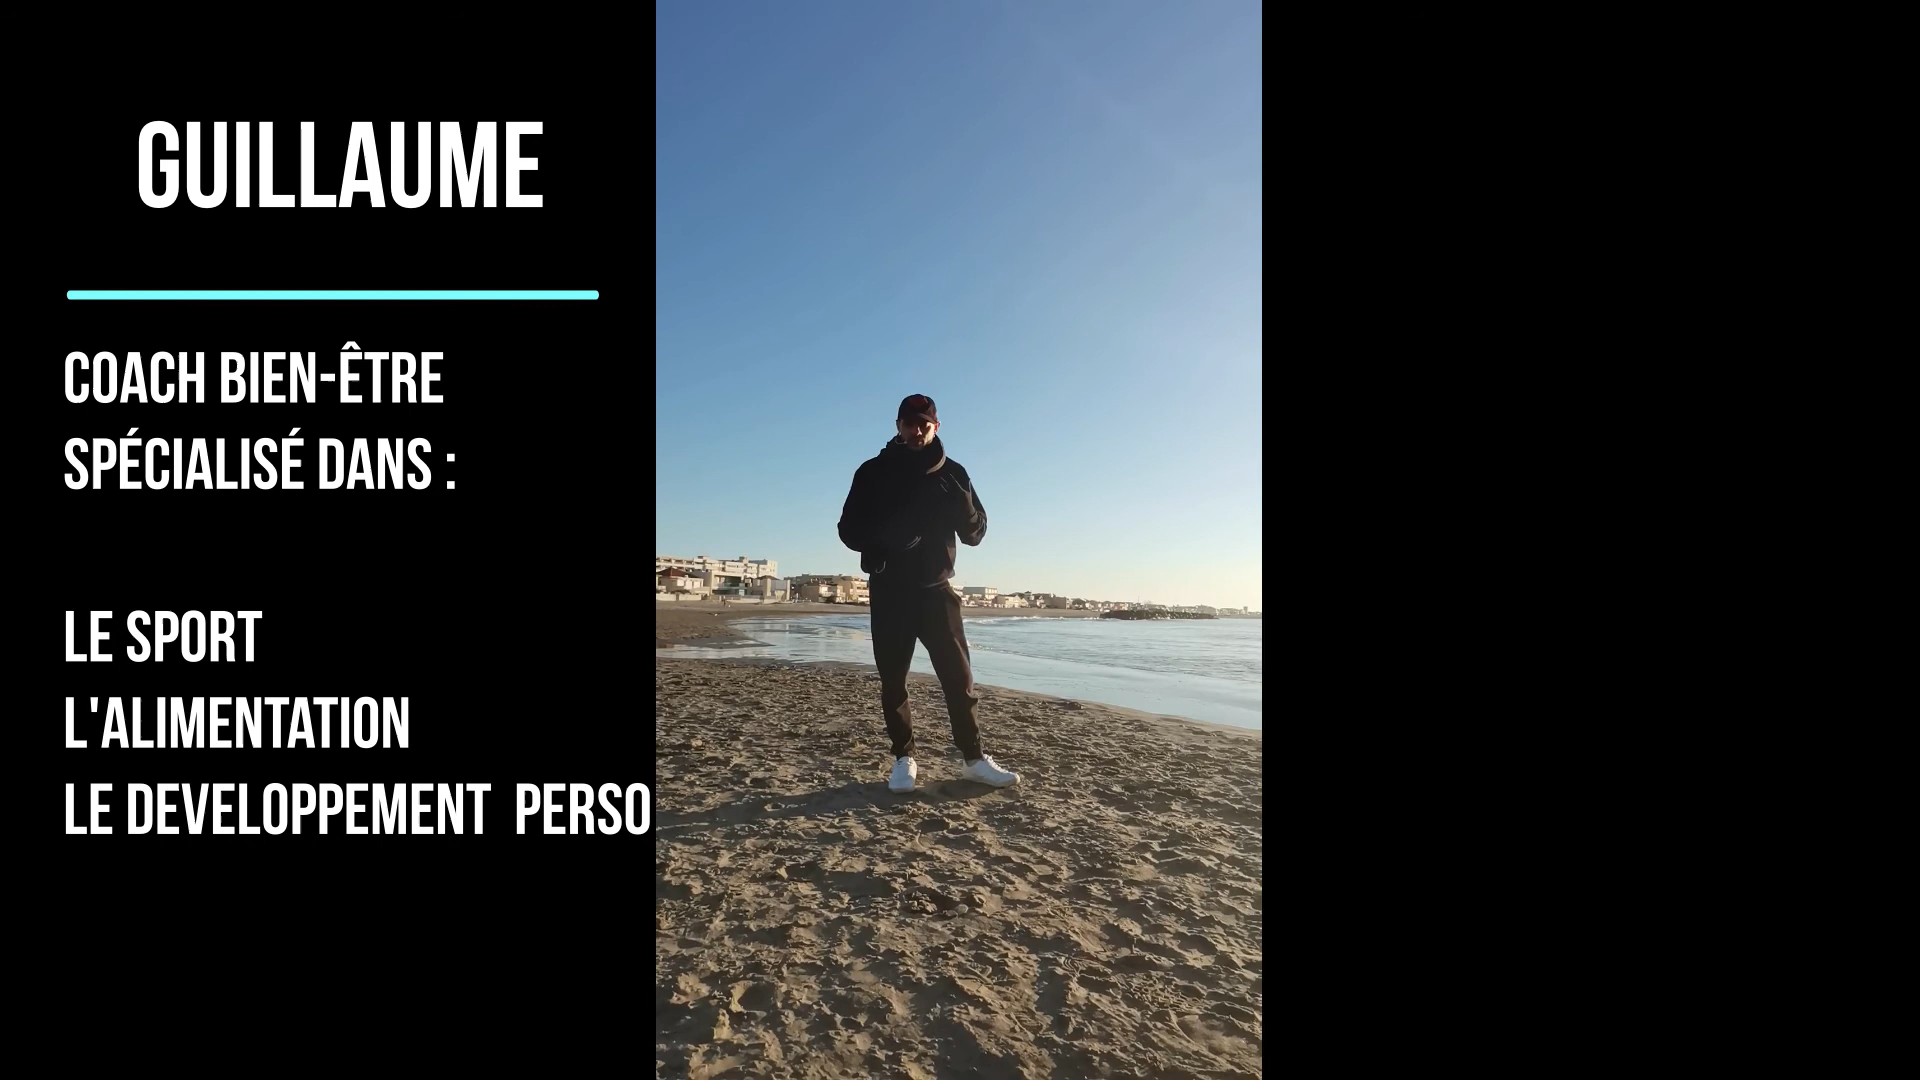 GUILLAUME
COACH BIEN-ÊTRE
SPÉCIALISÉ DANS :
LE SPORT
L'ALIMENTATION
LE DEVELOPPEMENT PERSO